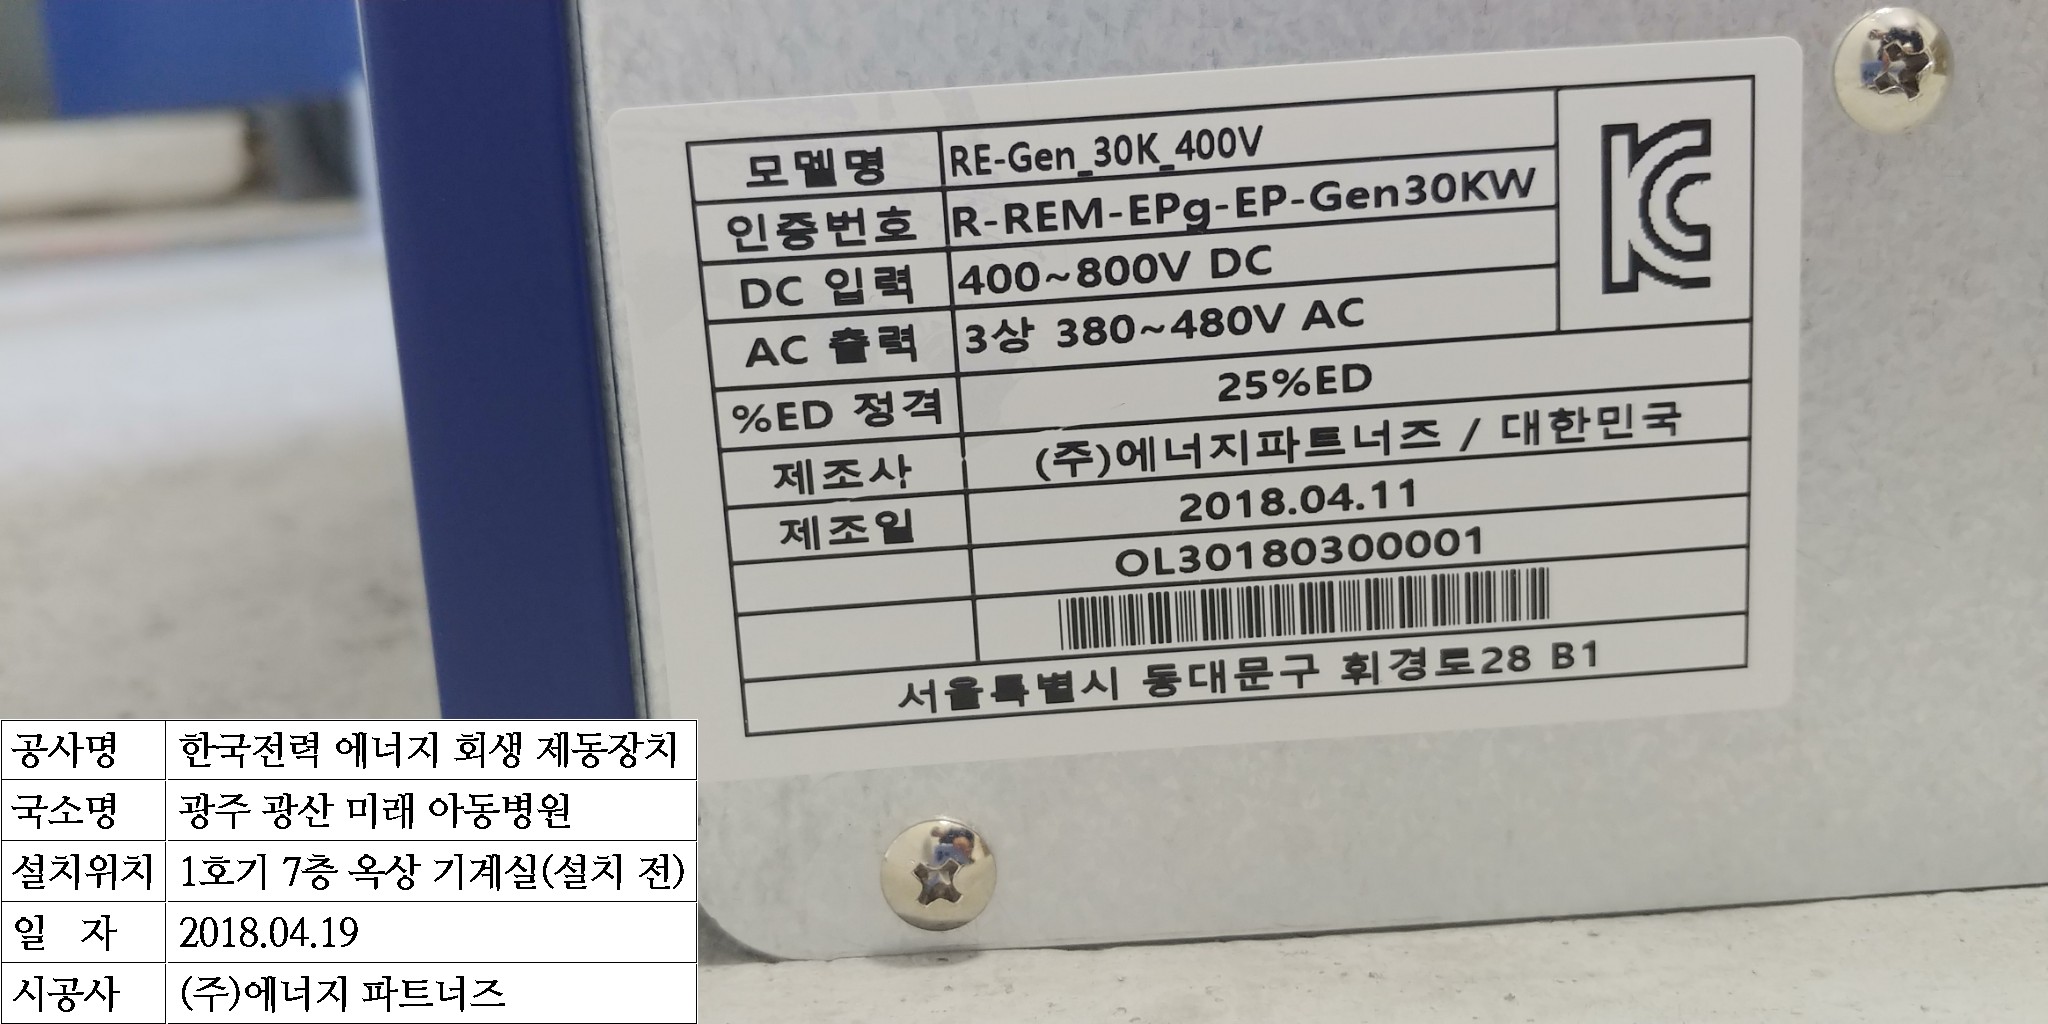 모델명 RE-Gen_30K_400V
인증번호 R-REM-EPg-EP-Gen30KW
DC 입력 400~800V DC
AC 출력 3상 380~480V AC
%ED 정격 25%ED
제조사 (주)에너지파트너즈 / 대한민국
제조일 2018.04.11
OL30180300001
서울특별시 동대문구 휘경로28 B1
공사명 한국전력 에너지 회생 제동장치
국소명 광주 광산 미래 아동병원
설치위치 1호기 7층 옥상 기계실(설치 전)
일 자 2018.04.19
시공사 (주)에너지 파트너즈